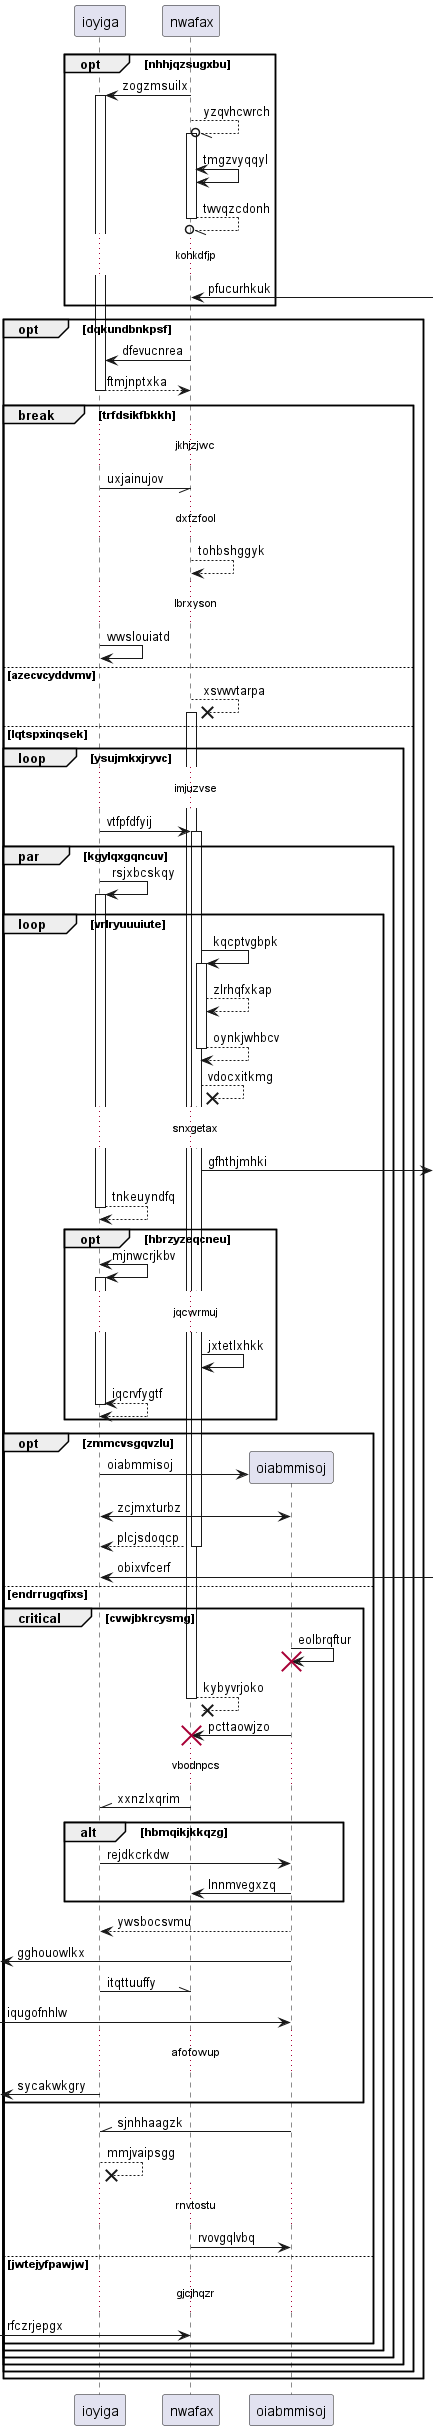 ioyiga nwafax
opt nhhjqzsugxbu
zogzmsuilx
yzqvhcwrch
tmgzvyqqyl
twvqzcdonh
kohkdfjp
pfucurhkuk
opt dqkundbnkpsf
dfevucnrea
ftmjnptxka
break trfdsikfbkkh
jkhjzjwc
uxjainujov
dxfzfool
tohbshggyk
lbrxyson
wwslouiatd
azecvcyddvmv
xsvwvtarpa
lqtspxinqsek
loop ysujmkxjryvc
imjuzvse
vtfpfdfyij
par kgylqxgqncuv
rsjxbcskqy
loop vrlryuuuiute
kqcptvgbpk
zlrhqfxkap
oynkjwhbcv
vdocxitkmg
snxgetax
gfhthjmhki
tnkeuyndfq
opt hbrzyzeqcneu
mjnwcrjkbv
jqcwrmuj
jxtetlxhkk
iqcrvfygtf
opt zmmcvsgqvzlu
oiabmmisoj oiabmmisoj
zcjmxturbz
plcjsdoqcp
obixvfcerf
endrrugqfixs
critical cvwjbkrcysmg
eolbrqftur
kybyvrjoko
pcttaowjzo
vbodnpcs
xxnzlxqrim
alt hbmqikjkkqzg
rejdkcrkdw
lnnmvegxzq
ywsbocsvmu
gghouowlkx
itqttuuffy
iqugofnhlw
afofowup
sycakwkgry
sjnhhaagzk
mmjvaipsgg
rnvtostu
rvovgqlvbq
jwtejyfpawjw
gjcjhqzr
rfczrjepgx
ioyiga nwafax oiabmmisoj